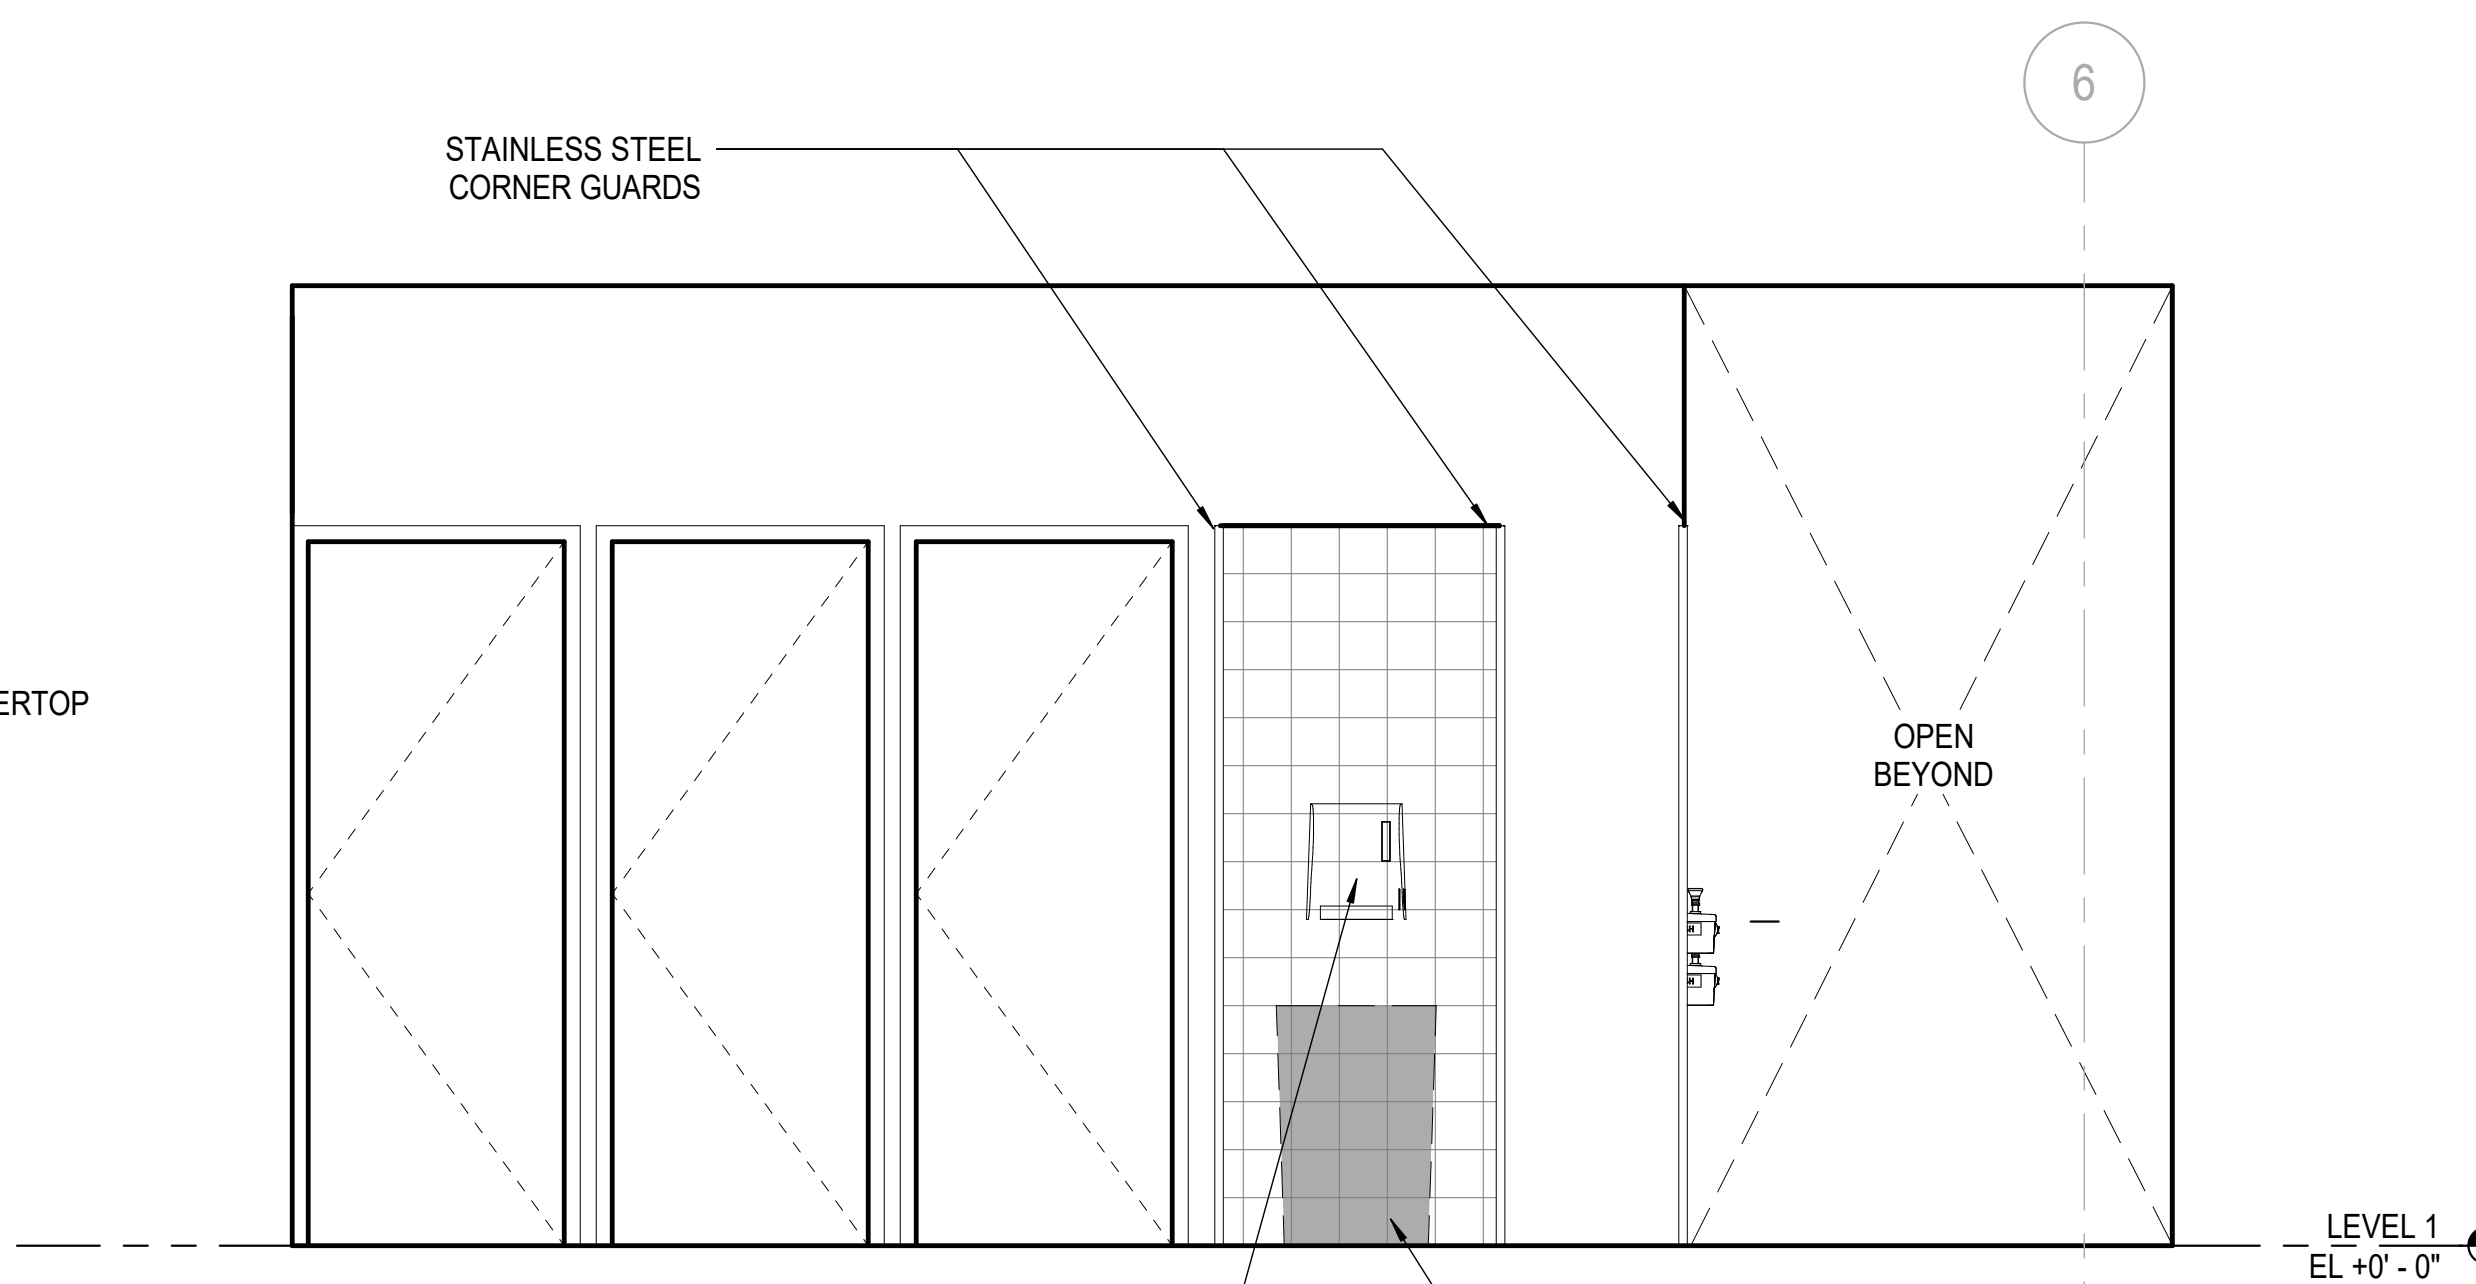 6
STAINLESS STEEL
CORNER GUARDS
ERTOP
OPEN
BEYOND
LEVEL 1
EL +0' - 0"